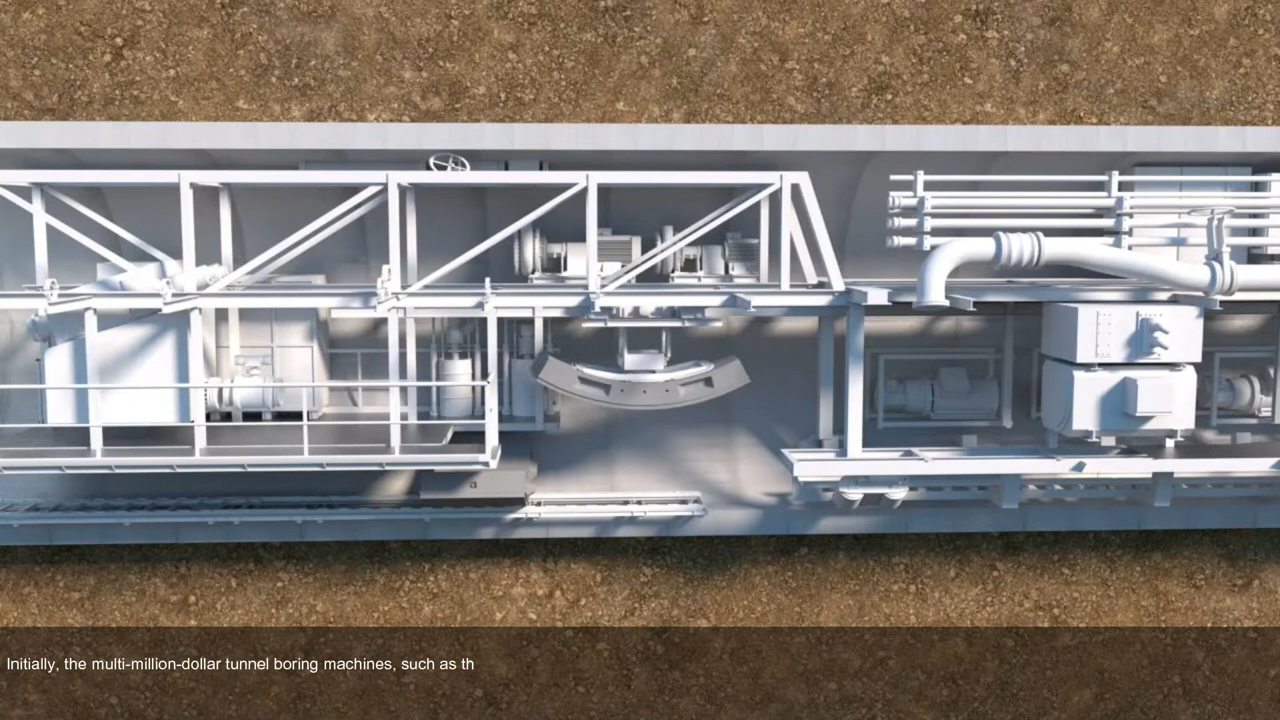 Initially, the multi-million-dollar tunnel boring machines, such as th